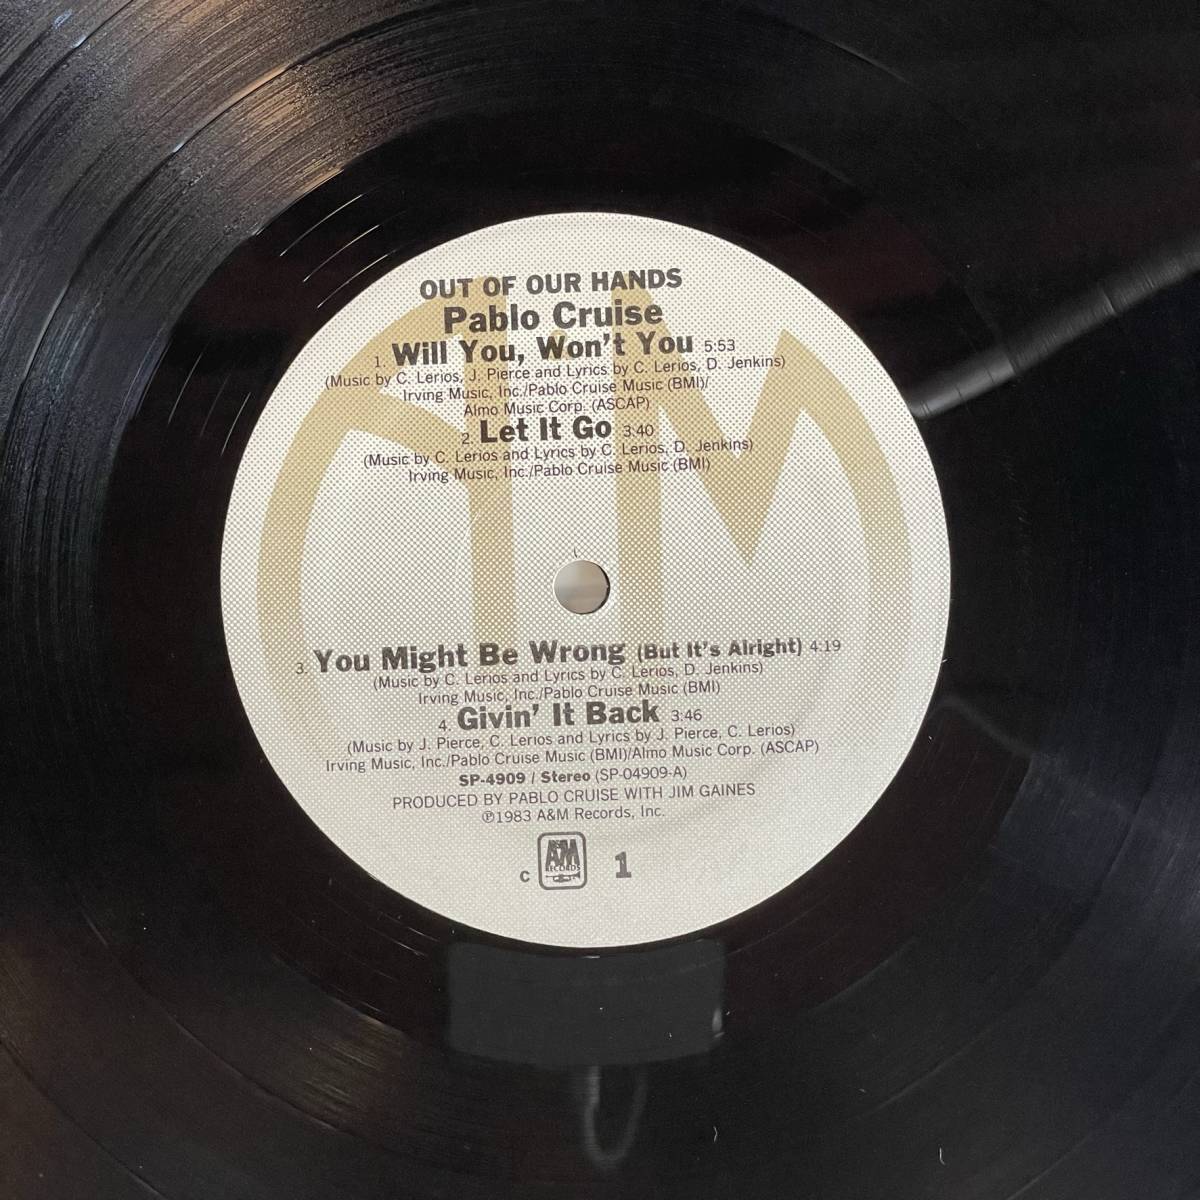 OUT OF OUR HANDS
Pablo Cruise
1. Will You, Won't You 5:53
(Music by C. Lerios, J. Pierce and Lyrics by C. Lerios, D. Jenkins)
Irving Music, Inc./Pablo Cruise Music (BMI)/
Almo Music Corp. (ASCAP)
2. Let It Go 3:40
(Music by C. Lerios and Lyrics by C. Lerios, D. Jenkins)
Irving Music, Inc./Pablo Cruise Music (BMI)
3. You Might Be Wrong (But It's Alright) 4:19
(Music by C. Lerios and Lyrics by C. Lerios, D. Jenkins)
Irving Music, Inc./Pablo Cruise Music (BMI)
4. Givin' It Back 3:46
(Music by J. Pierce, C. Lerios and Lyrics by J. Pierce, C. Lerios)
Irving Music, Inc./Pablo Cruise Music (BMI)/Almo Music Corp. (ASCAP)
SP-4909 / Stereo (SP-04909-A)
PRODUCED BY PABLO CRUISE WITH JIM GAINES
℗1983 A&M Records, Inc.
C A&M RECORDS 1